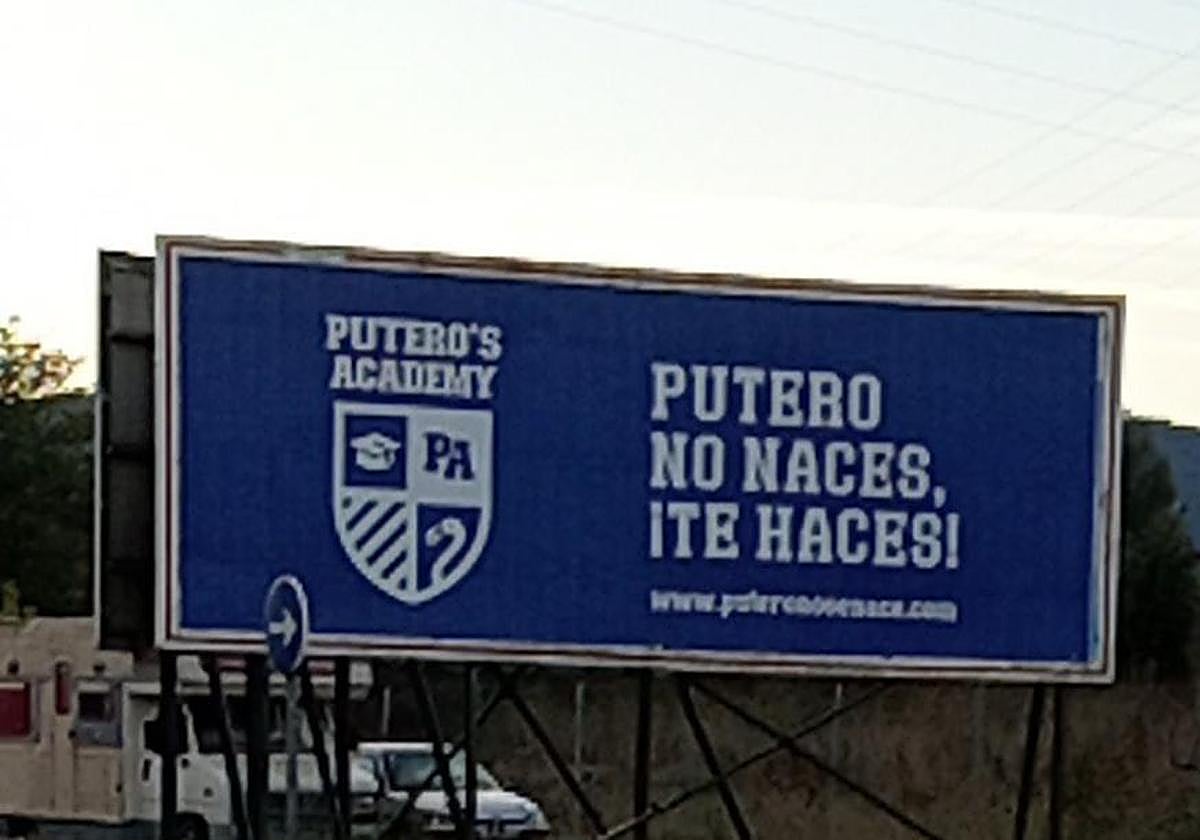 PUTERO'S
ACADEMY
PA
PUTERO
NO NACES,
¡TE HACES!
www.puteronosenace.com